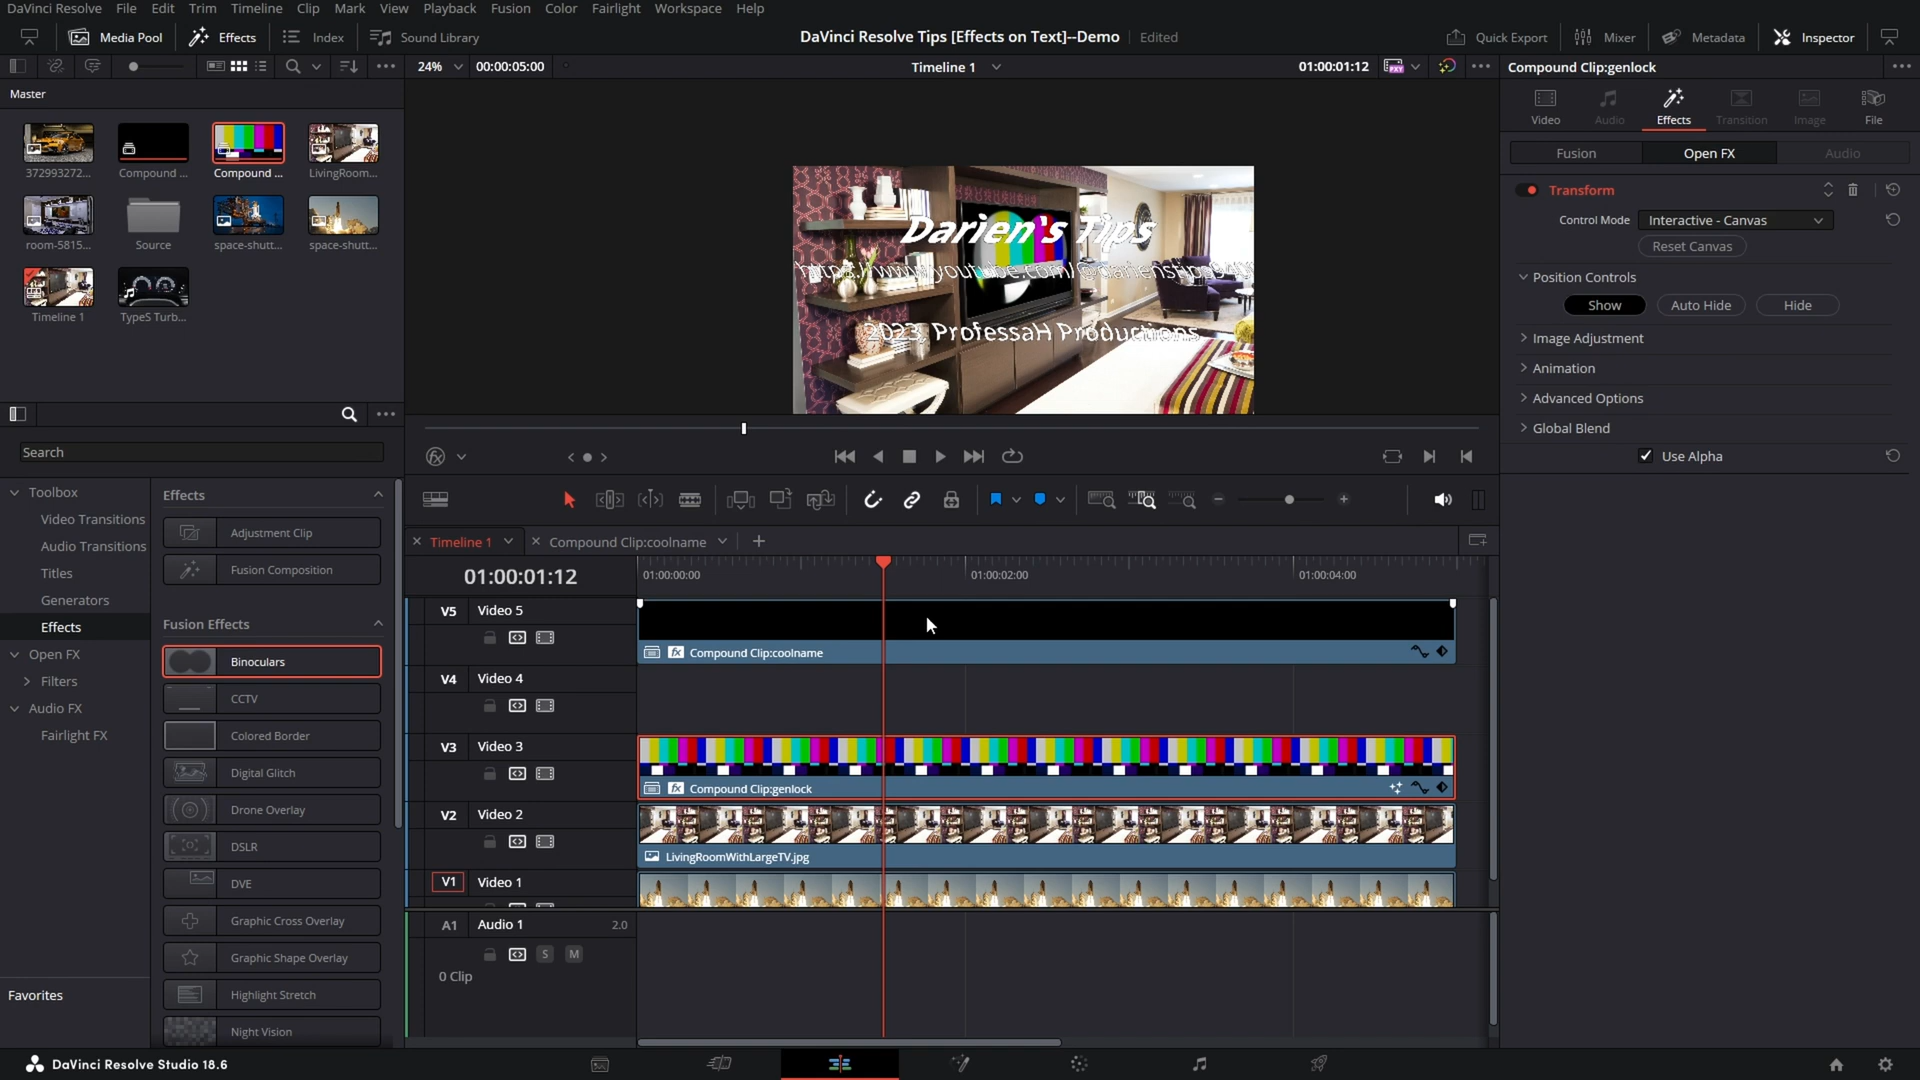 DaVinci Resolve File Edit Trim Timeline Clip Mark View Playback Fusion Color Fairlight Workspace Help
Media Pool Effects Index Sound Library DaVinci Resolve Tips [Effects on Text]--Demo Edited Quick Export Mixer Metadata Inspector
24% 00:00:05:00 Timeline 1 01:00:01:12 PXY Compound Clip:genlock
Master
Video Audio Effects Transition Image File
Fusion Open FX Audio
372993272... Compound ... Compound ... LivingRoom...
Transform
Control Mode Interactive - Canvas
Reset Canvas
room-5815... Source space-shutt... space-shutt...
Position Controls
Show Auto Hide Hide
Timeline 1 TypeS Turb...
Image Adjustment
Animation
Advanced Options
Global Blend
Use Alpha
Darien's Tips
2023, ProfessaH Productions
Search
Toolbox
Video Transitions
Audio Transitions
Titles
Generators
Effects
Open FX
Filters
Audio FX
Fairlight FX
Favorites
Effects
Adjustment Clip
Fusion Composition
Fusion Effects
Binoculars
CCTV
Colored Border
Digital Glitch
Drone Overlay
DSLR
DVE
Graphic Cross Overlay
Graphic Shape Overlay
Highlight Stretch
Night Vision
Timeline 1 Compound Clip:coolname
01:00:01:12 01:00:00:00 01:00:02:00 01:00:04:00
V5 Video 5
Compound Clip:coolname
V4 Video 4
V3 Video 3
Compound Clip:genlock
V2 Video 2
LivingRoomWithLargeTV.jpg
V1 Video 1
A1 Audio 1 2.0
S M
0 Clip
DaVinci Resolve Studio 18.6